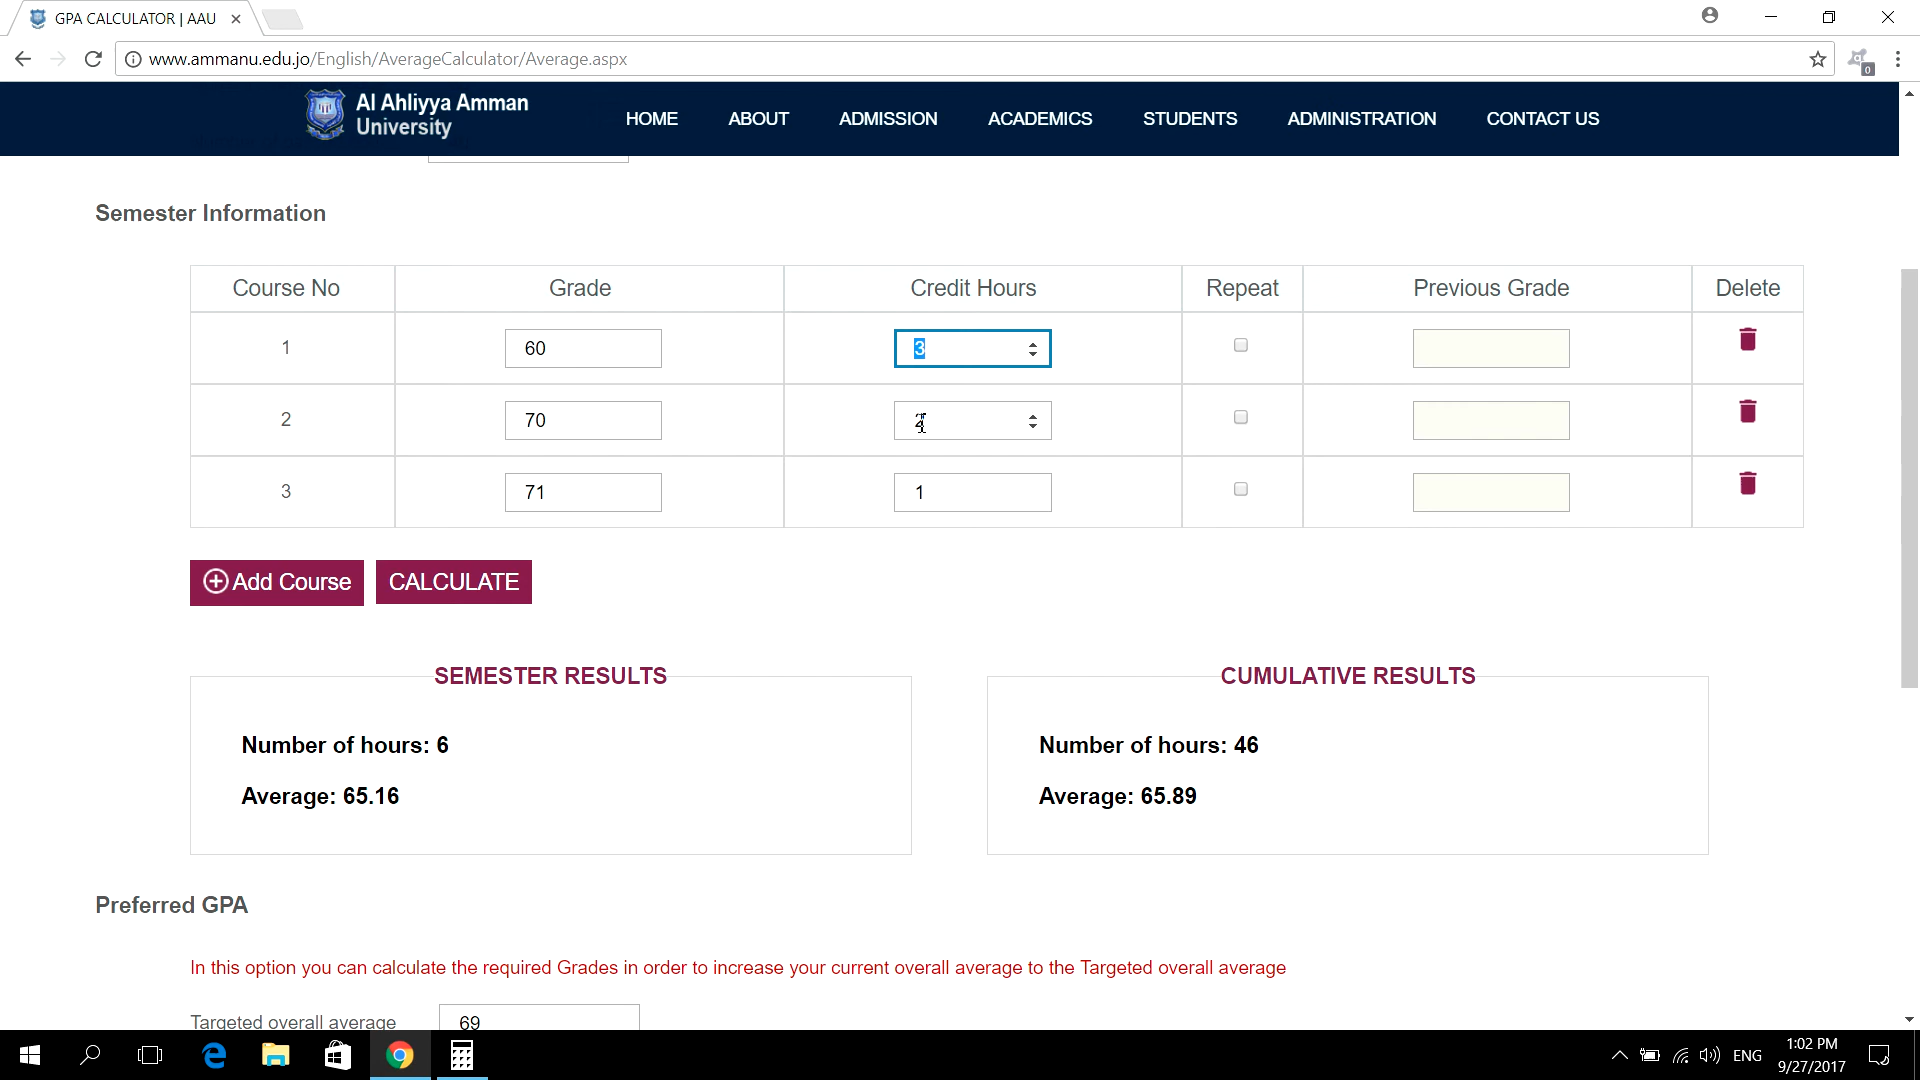 GPA CALCULATOR | AAU
www.ammanu.edu.jo/English/AverageCalculator/Average.aspx
0
Al Ahliyya Amman
University
HOME ABOUT ADMISSION ACADEMICS STUDENTS ADMINISTRATION CONTACT US
Semester Information
Course No Grade Credit Hours Repeat Previous Grade Delete
1 60 3
2 70 2
3 71 1
Add Course CALCULATE
SEMESTER RESULTS
Number of hours: 6
Average: 65.16
CUMULATIVE RESULTS
Number of hours: 46
Average: 65.89
Preferred GPA
In this option you can calculate the required Grades in order to increase your current overall average to the Targeted overall average
Targeted overall average 69
ENG
1:02 PM
9/27/2017